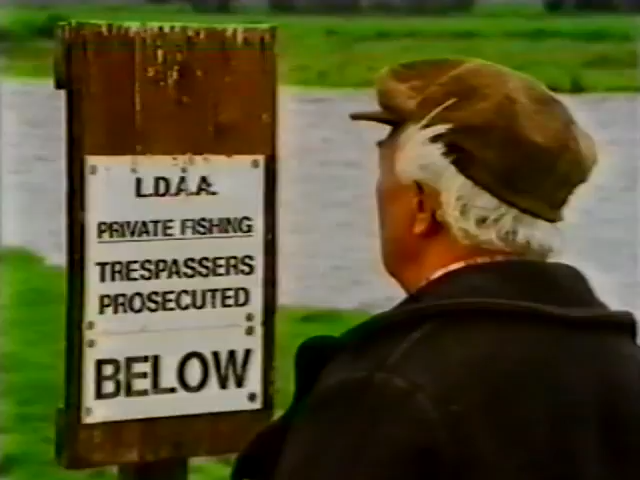 L.D.A.A.
PRIVATE FISHING
TRESPASSERS
PROSECUTED
BELOW